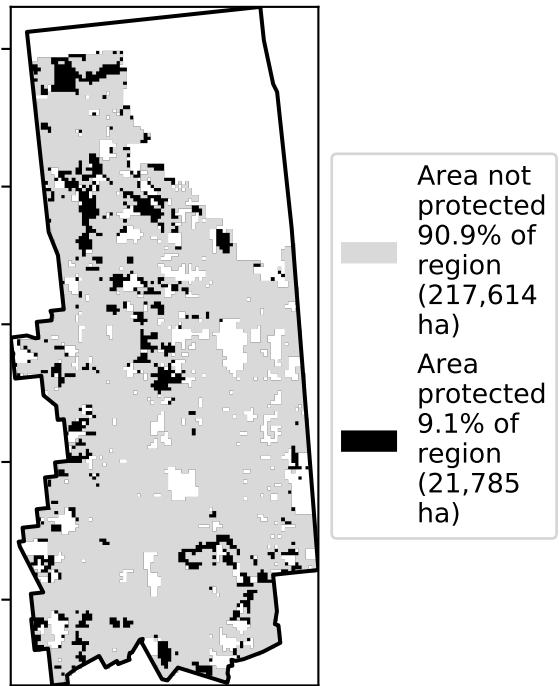 Area not
protected
90.9% of
region
(217,614
ha)
Area
protected
9.1% of
region
(21,785
ha)